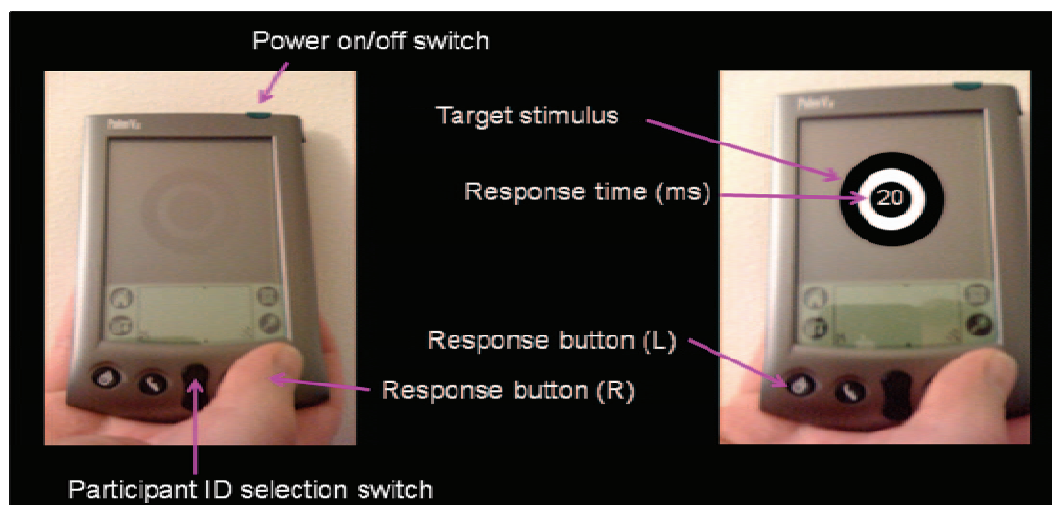 Power on/off switch
Target stimulus
Response time (ms)
20
Response button (L)
Response button (R)
Participant ID selection switch